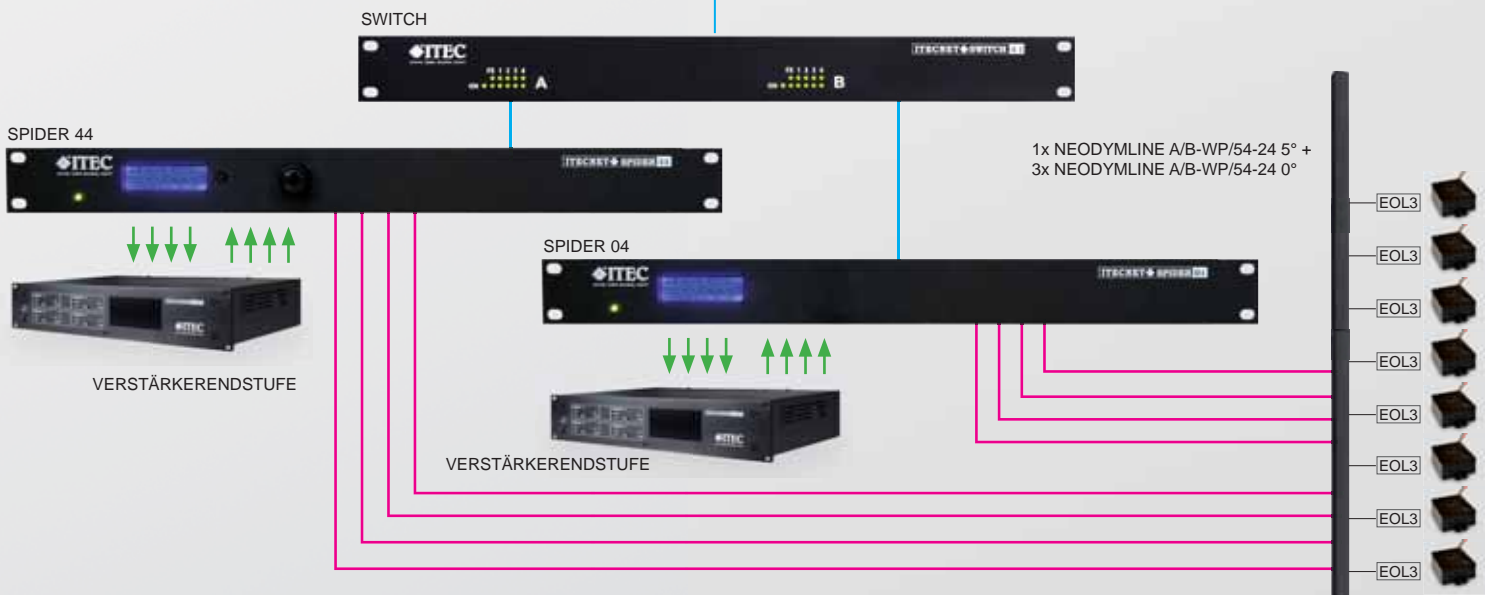 SWITCH
ITEC
ITECNET SWITCH
A
B
SPIDER 44
ITEC
ITECNET SPIDER 44
1x NEODYMLINE A/B-WP/54-24 5° +
3x NEODYMLINE A/B-WP/54-24 0°
EOL3
EOL3
SPIDER 04
ITEC
ITECNET SPIDER 04
EOL3
ITEC
EOL3
VERSTÄRKERENDSTUFE
EOL3
ITEC
VERSTÄRKERENDSTUFE
EOL3
EOL3
EOL3